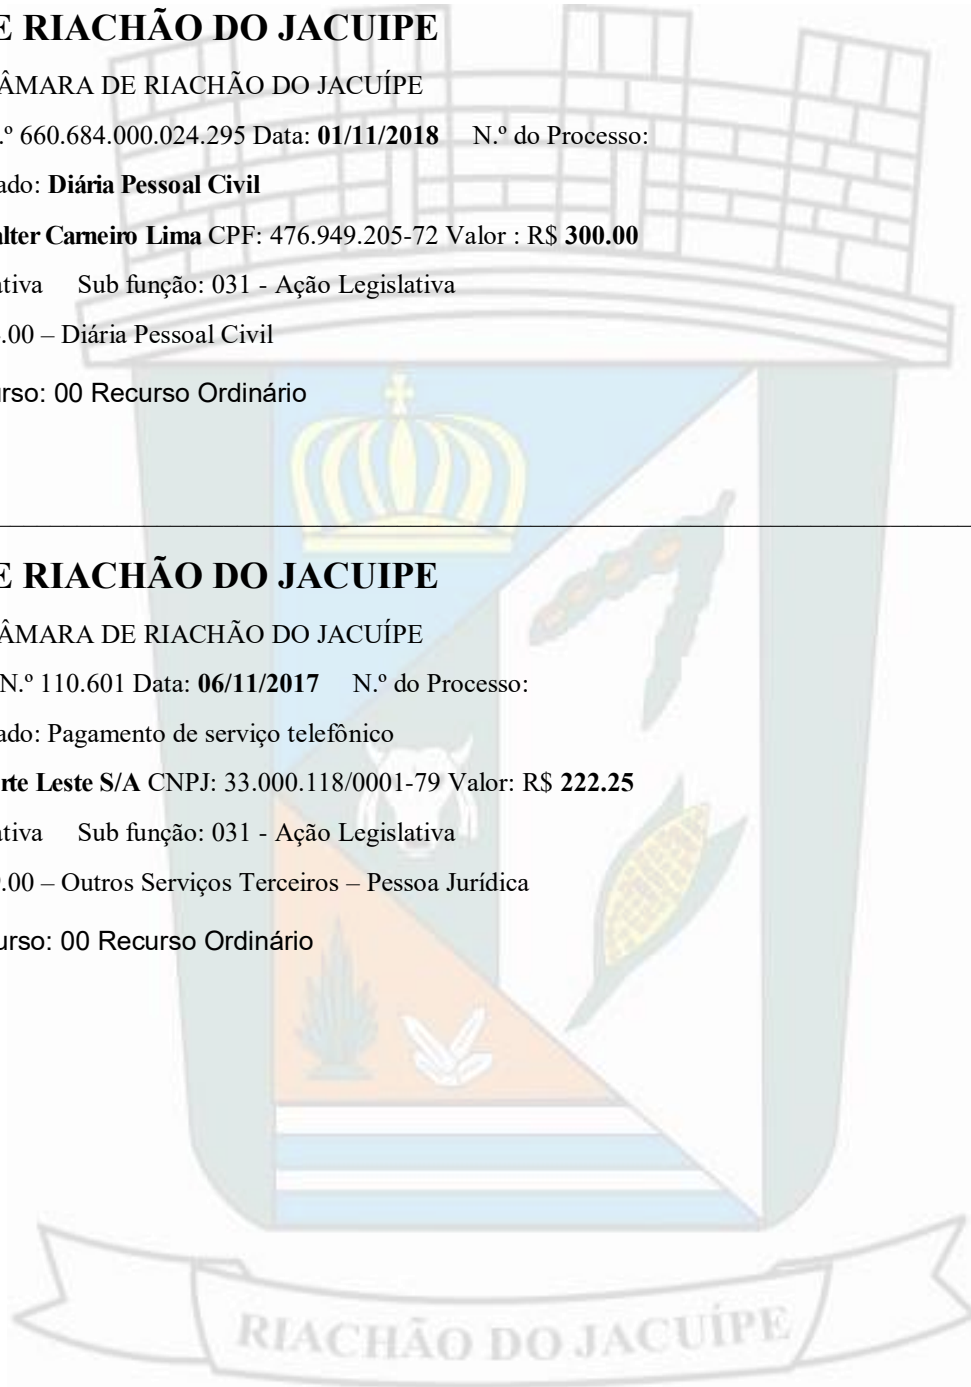 E RIACHÃO DO JACUIPE
ÂMARA DE RIACHÃO DO JACUÍPE
.º 660.684.000.024.295 Data: 01/11/2018 N.º do Processo:
ado: Diária Pessoal Civil
alter Carneiro Lima CPF: 476.949.205-72 Valor : R$ 300.00
ativa Sub função: 031 - Ação Legislativa
.00 – Diária Pessoal Civil
urso: 00 Recurso Ordinário
E RIACHÃO DO JACUIPE
ÂMARA DE RIACHÃO DO JACUÍPE
N.º 110.601 Data: 06/11/2017 N.º do Processo:
ado: Pagamento de serviço telefônico
rte Leste S/A CNPJ: 33.000.118/0001-79 Valor: R$ 222.25
ativa Sub função: 031 - Ação Legislativa
.00 – Outros Serviços Terceiros – Pessoa Jurídica
urso: 00 Recurso Ordinário
RIACHÃO DO JACUÍPE